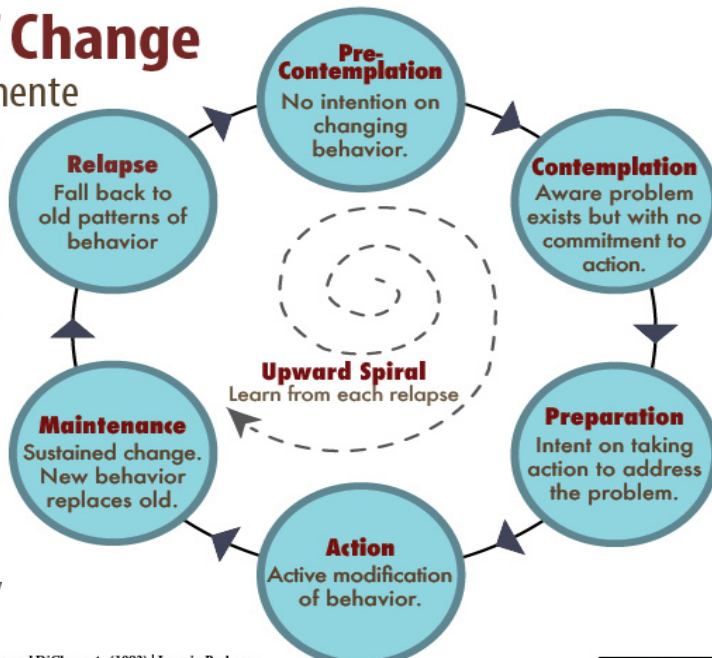 Change
Pre-
Contemplation
No intention on
changing
behavior.
Contemplation
Aware problem
exists but with no
commitment to
action.
Preparation
Intent on taking
action to address
the problem.
Action
Active modification
of behavior.
Maintenance
Sustained change.
New behavior
replaces old.
Relapse
Fall back to
old patterns of
behavior
Upward Spiral
Learn from each relapse